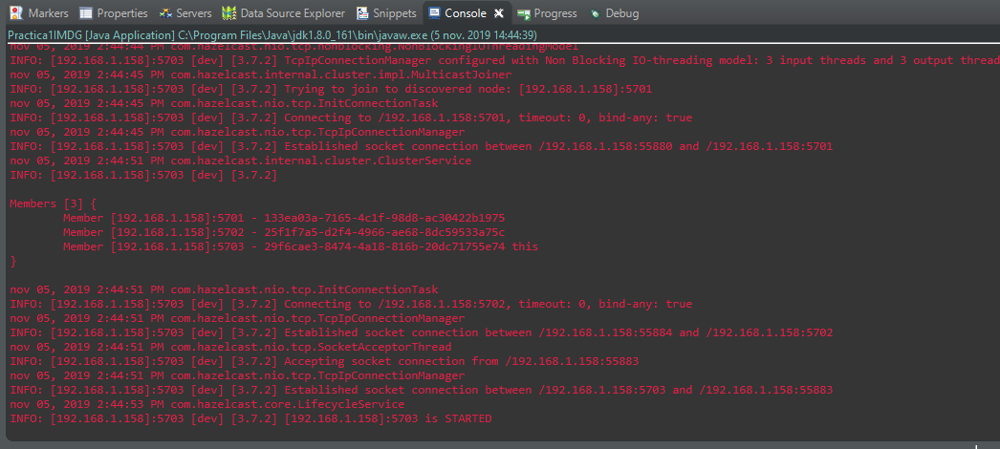 Markers Properties Servers Data Source Explorer Snippets Console Progress Debug
Practica1IMDG [Java Application] C:\Program Files\Java\jdk1.8.0_161\bin\javaw.exe (5 nov. 2019 14:44:39)
nov 05, 2019 2:44:44 PM com.hazelcast.nio.tcp.nonblocking.NonBlockingIOThreadingModel
INFO: [192.168.1.158]:5703 [dev] [3.7.2] TcpIpConnectionManager configured with Non Blocking IO-threading model: 3 input threads and 3 output thread
nov 05, 2019 2:44:45 PM com.hazelcast.internal.cluster.impl.MulticastJoiner
INFO: [192.168.1.158]:5703 [dev] [3.7.2] Trying to join to discovered node: [192.168.1.158]:5701
nov 05, 2019 2:44:45 PM com.hazelcast.nio.tcp.InitConnectionTask
INFO: [192.168.1.158]:5703 [dev] [3.7.2] Connecting to /192.168.1.158:5701, timeout: 0, bind-any: true
nov 05, 2019 2:44:45 PM com.hazelcast.nio.tcp.TcpIpConnectionManager
INFO: [192.168.1.158]:5703 [dev] [3.7.2] Established socket connection between /192.168.1.158:55880 and /192.168.1.158:5701
nov 05, 2019 2:44:51 PM com.hazelcast.internal.cluster.ClusterService
INFO: [192.168.1.158]:5703 [dev] [3.7.2]
Members [3] {
Member [192.168.1.158]:5701 - 133ea03a-7165-4c1f-98d8-ac30422b1975
Member [192.168.1.158]:5702 - 25f1f7a5-d2f4-4966-ae68-8dc59533a75c
Member [192.168.1.158]:5703 - 29f6cae3-8474-4a18-816b-20dc71755e74 this
}
nov 05, 2019 2:44:51 PM com.hazelcast.nio.tcp.InitConnectionTask
INFO: [192.168.1.158]:5703 [dev] [3.7.2] Connecting to /192.168.1.158:5702, timeout: 0, bind-any: true
nov 05, 2019 2:44:51 PM com.hazelcast.nio.tcp.TcpIpConnectionManager
INFO: [192.168.1.158]:5703 [dev] [3.7.2] Established socket connection between /192.168.1.158:55884 and /192.168.1.158:5702
nov 05, 2019 2:44:51 PM com.hazelcast.nio.tcp.SocketAcceptorThread
INFO: [192.168.1.158]:5703 [dev] [3.7.2] Accepting socket connection from /192.168.1.158:55883
nov 05, 2019 2:44:51 PM com.hazelcast.nio.tcp.TcpIpConnectionManager
INFO: [192.168.1.158]:5703 [dev] [3.7.2] Established socket connection between /192.168.1.158:5703 and /192.168.1.158:55883
nov 05, 2019 2:44:53 PM com.hazelcast.core.LifecycleService
INFO: [192.168.1.158]:5703 [dev] [3.7.2] [192.168.1.158]:5703 is STARTED